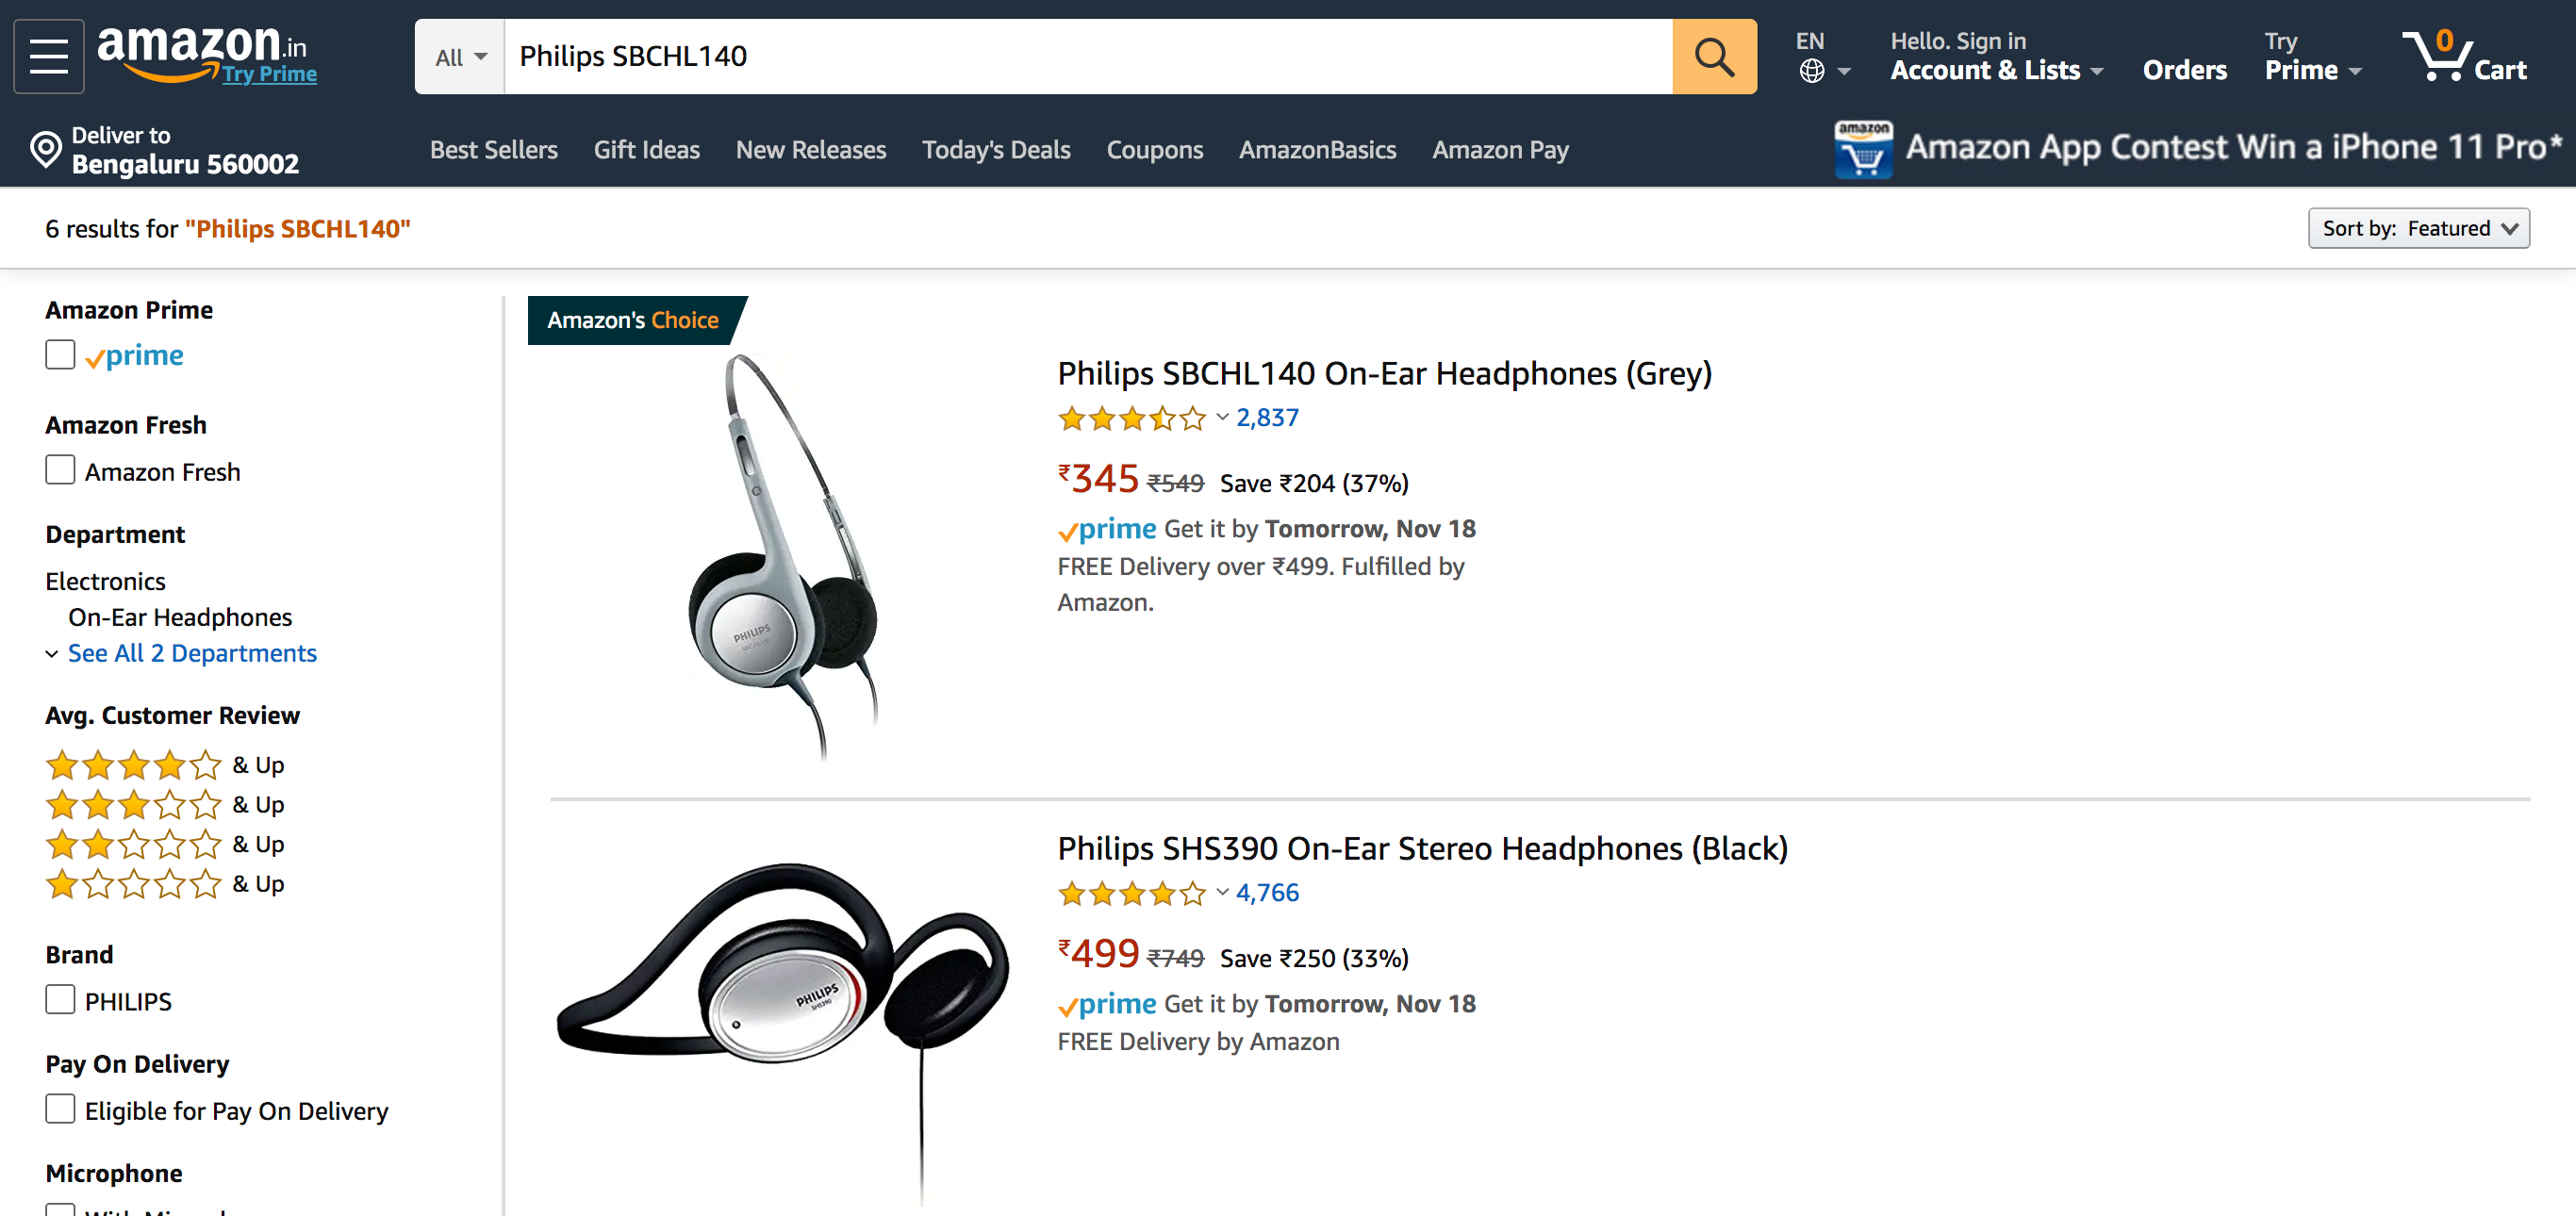 amazon.in
Try Prime
All
Philips SBCHL140
EN
Hello. Sign in
Account & Lists
Orders
Try
Prime
0
Cart
Deliver to
Bengaluru 560002
Best Sellers
Gift Ideas
New Releases
Today's Deals
Coupons
AmazonBasics
Amazon Pay
amazon
Amazon App Contest Win a iPhone 11 Pro*
6 results for "Philips SBCHL140"
Sort by: Featured
Amazon Prime
prime
Amazon Fresh
Amazon Fresh
Department
Electronics
On-Ear Headphones
See All 2 Departments
Avg. Customer Review
& Up
& Up
& Up
& Up
Brand
PHILIPS
Pay On Delivery
Eligible for Pay On Delivery
Microphone
With Microphone
Amazon's Choice
PHILIPS
Philips SBCHL140 On-Ear Headphones (Grey)
2,837
₹345 ₹549 Save ₹204 (37%)
prime Get it by Tomorrow, Nov 18
FREE Delivery over ₹499. Fulfilled by
Amazon.
PHILIPS
SHS390
Philips SHS390 On-Ear Stereo Headphones (Black)
4,766
₹499 ₹749 Save ₹250 (33%)
prime Get it by Tomorrow, Nov 18
FREE Delivery by Amazon